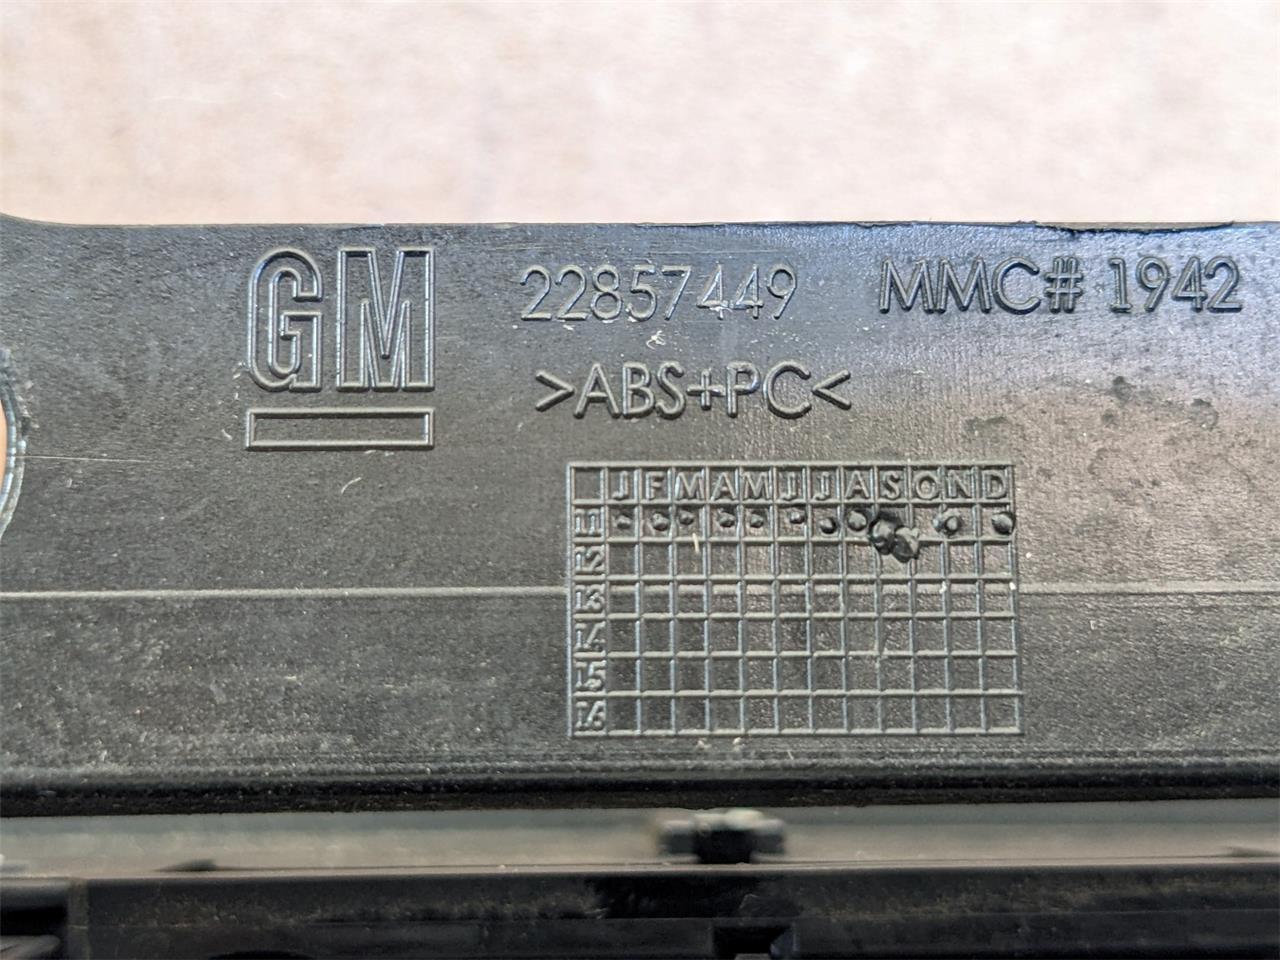 GM
22857449
MMC# 1942
>ABS+PC<
J F M A M J J A S O N D
11
12
13
14
15
16